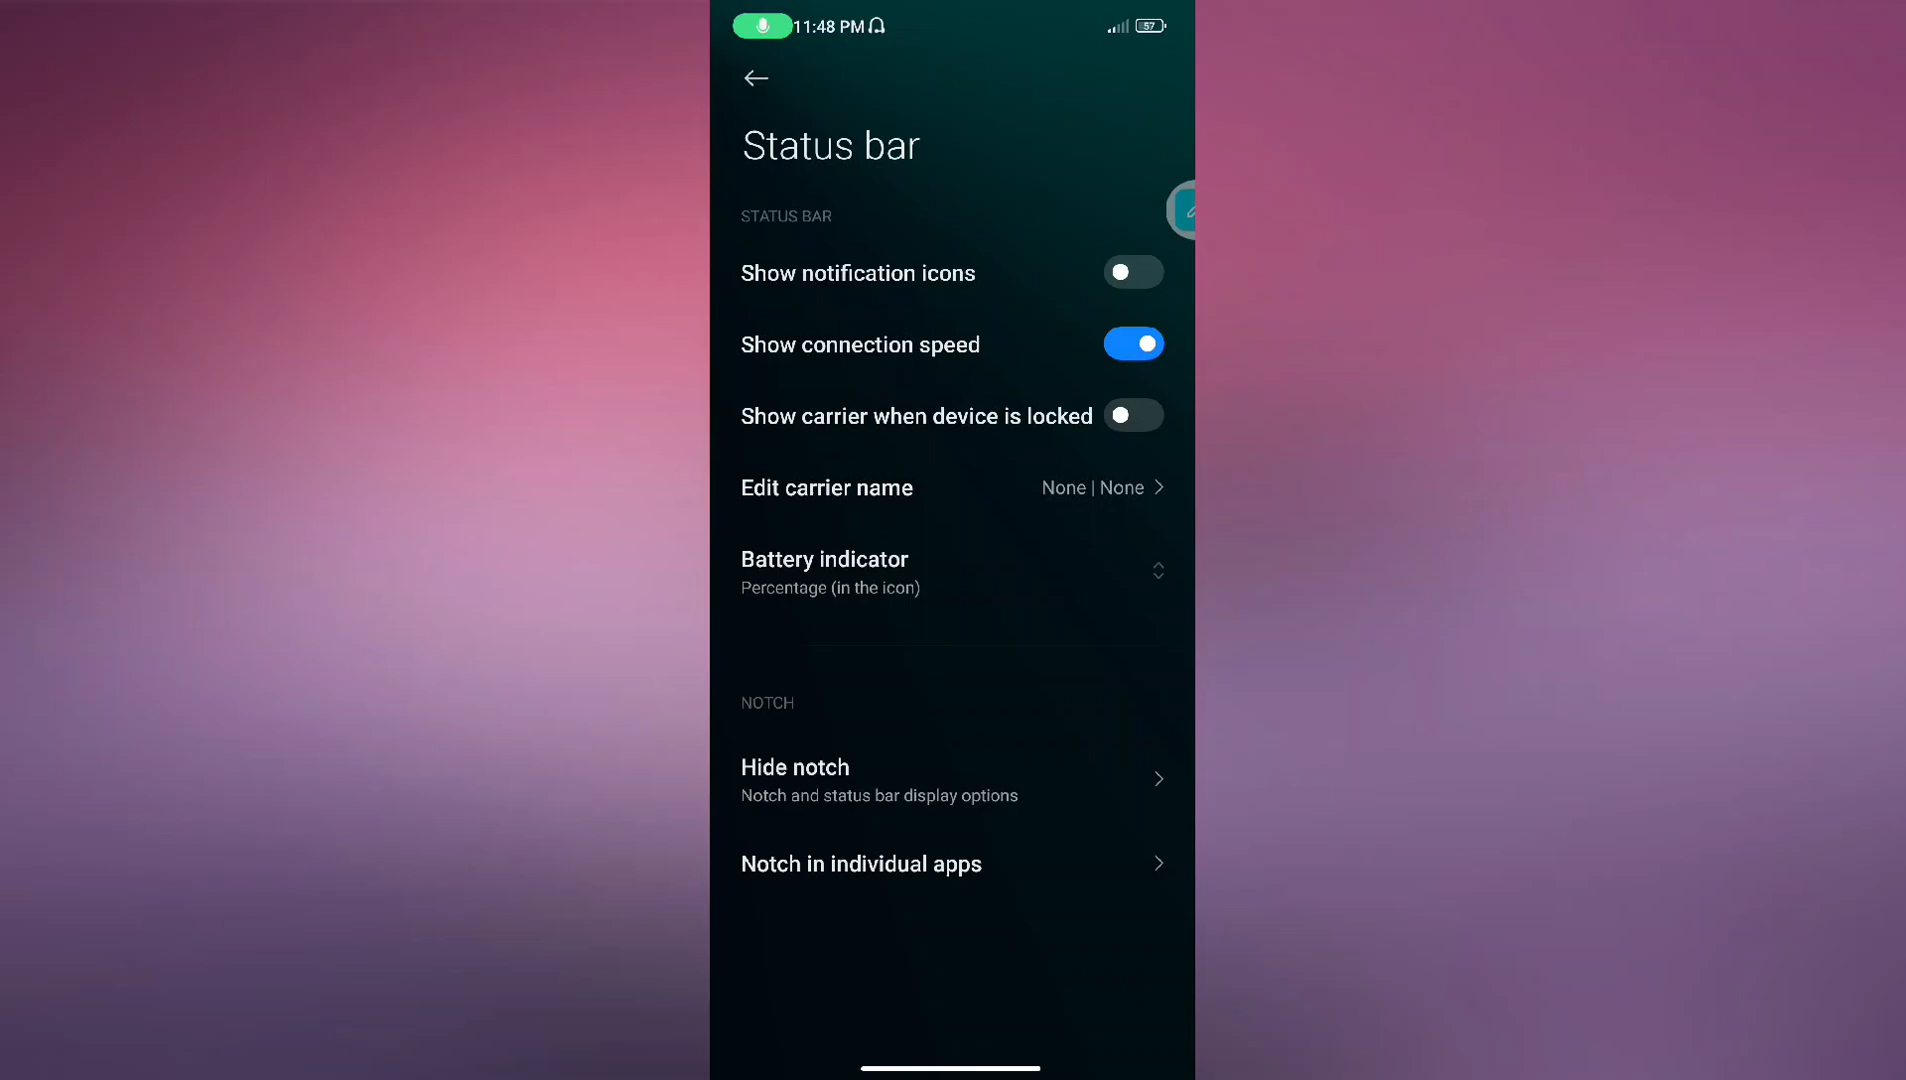 11:48 PM 57
Status bar
STATUS BAR
Show notification icons
Show connection speed
Show carrier when device is locked
Edit carrier name None | None
Battery indicator
Percentage (in the icon)
NOTCH
Hide notch
Notch and status bar display options
Notch in individual apps